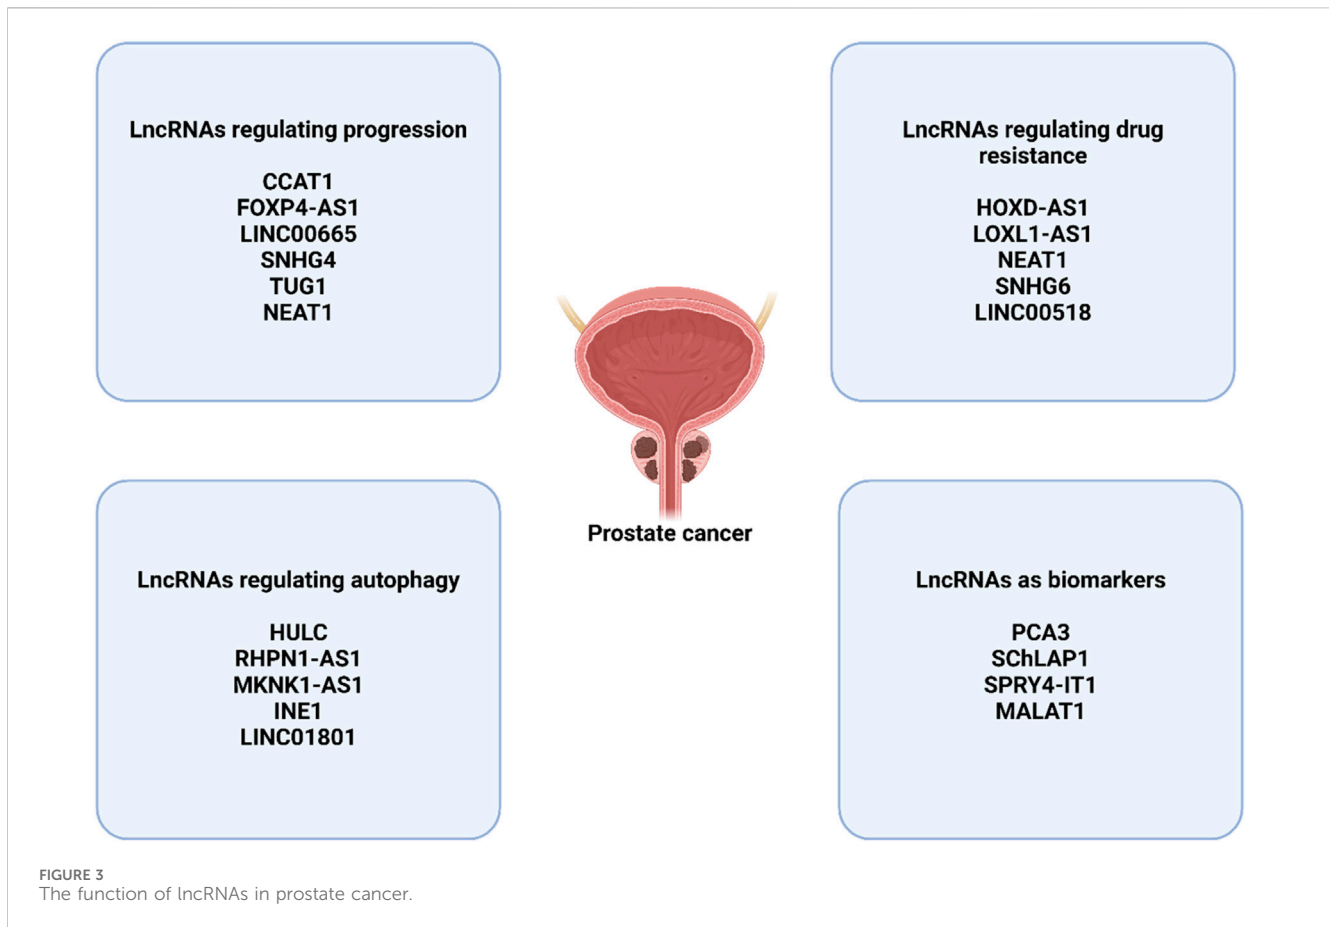 LncRNAs regulating progression
CCAT1
FOXP4-AS1
LINC00665
SNHG4
TUG1
NEAT1
LncRNAs regulating drug
resistance
HOXD-AS1
LOXL1-AS1
NEAT1
SNHG6
LINC00518
Prostate cancer
LncRNAs regulating autophagy
HULC
RHPN1-AS1
MKNK1-AS1
INE1
LINC01801
LncRNAs as biomarkers
PCA3
SChLAP1
SPRY4-IT1
MALAT1
FIGURE 3
The function of lncRNAs in prostate cancer.